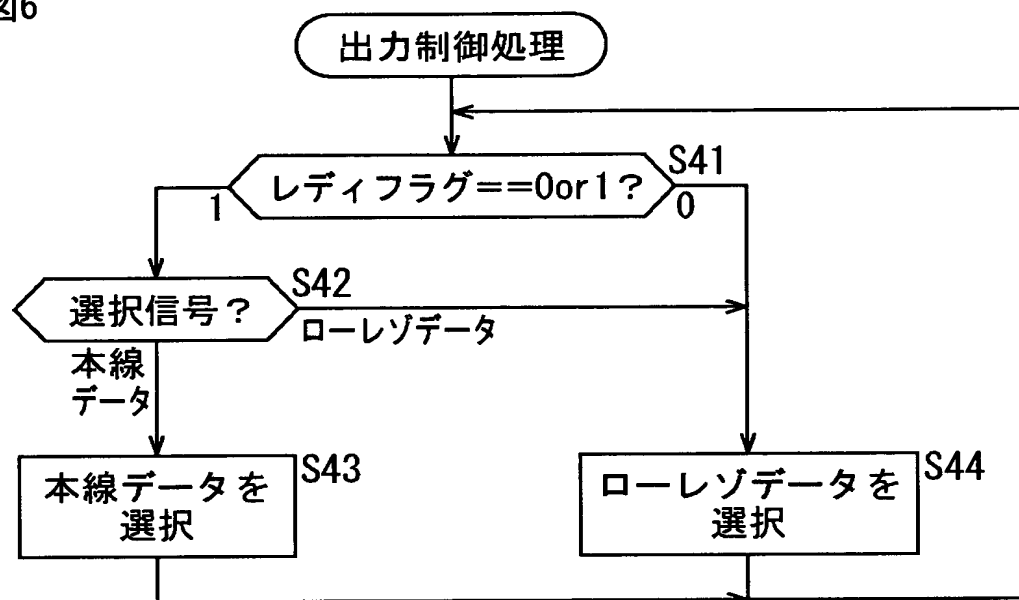 図6
出力制御処理
S41
レディフラグ==0or1?
1
0
S42
選択信号?
ローレゾデータ
本線
データ
S43
本線データを
選択
S44
ローレゾデータを
選択